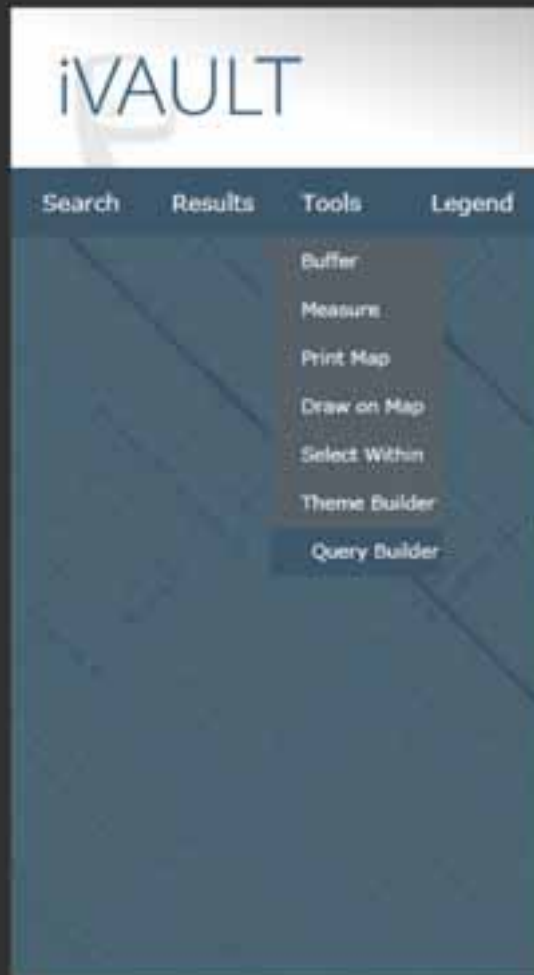 iVAULT
Search Results Tools Legend
Buffer
Measure
Print Map
Draw on Map
Select Within
Theme Builder
Query Builder